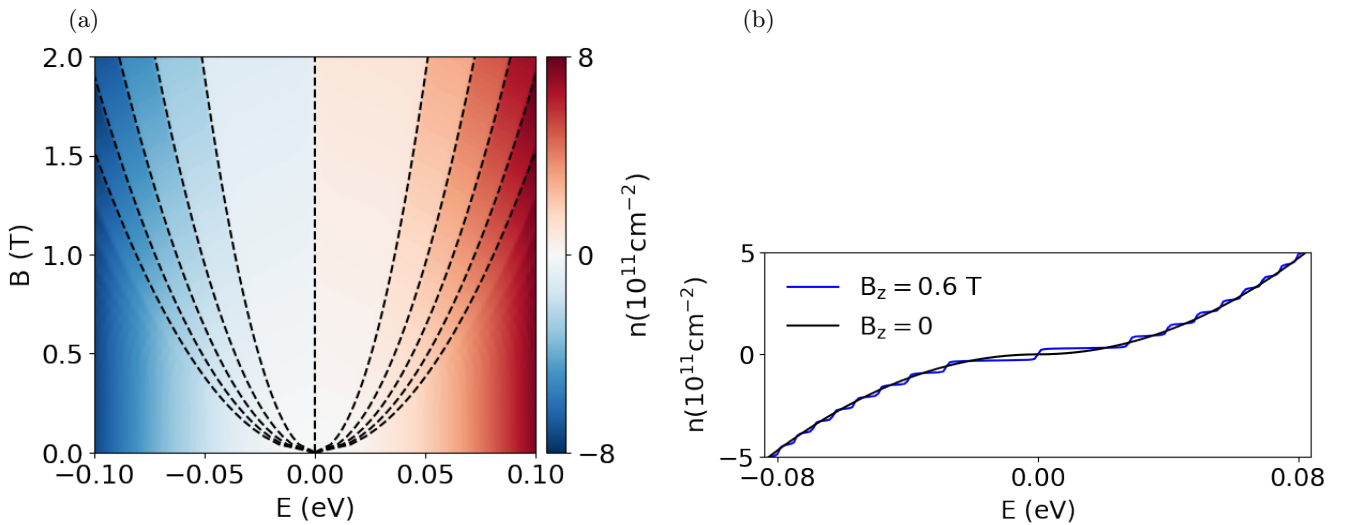 (a)
(b)
2.0
1.5
1.0
0.5
0.0
B (T)
−0.10
−0.05
0.00
0.05
0.10
E (eV)
8
0
−8
n(10¹¹cm⁻²)
5
0
−5
n(10¹¹cm⁻²)
B_z = 0.6 T
B_z = 0
−0.08
0.00
0.08
E (eV)